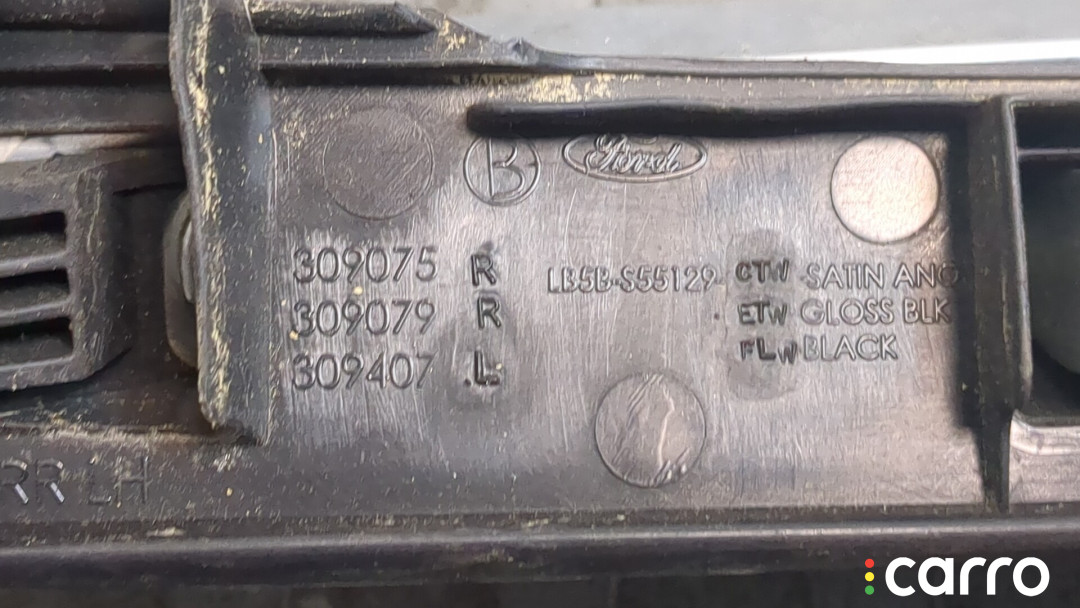 B Ford
309075 R LB5B-S55129- CTW -SATIN ANO
309079 R ETW GLOSS BLK
309407 L FLW BLACK
RR LH
carro